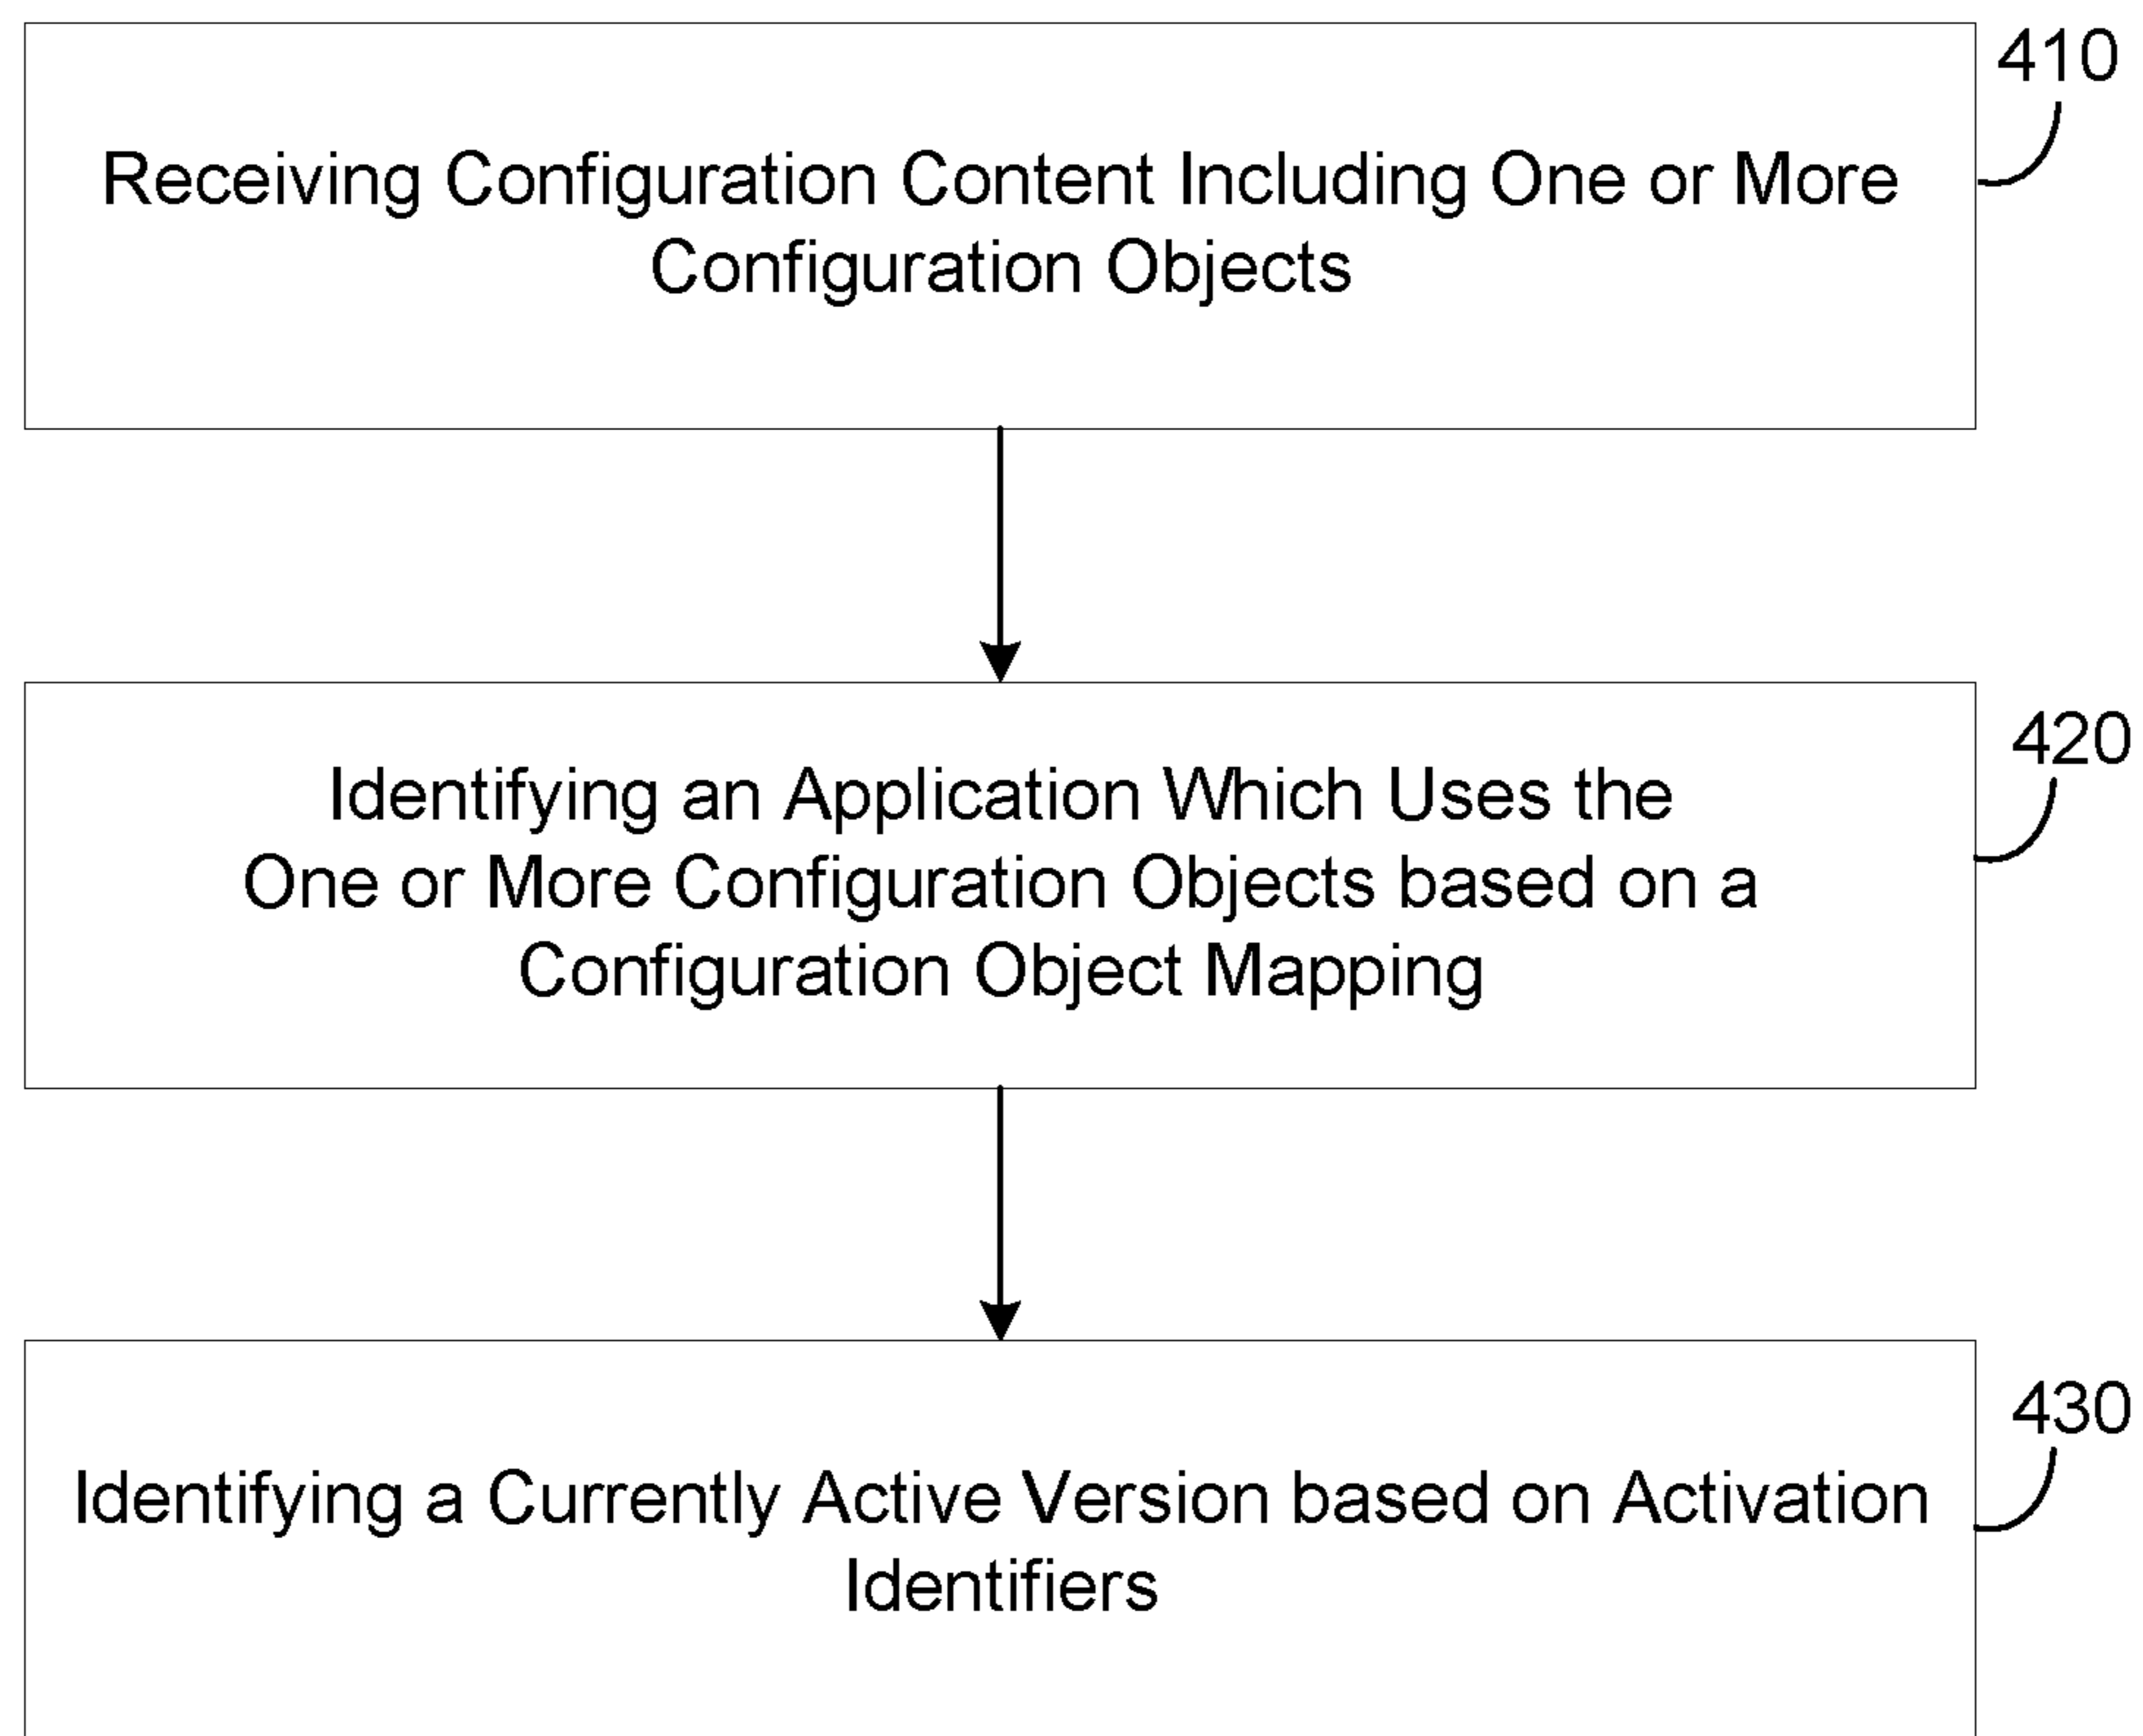 410
Receiving Configuration Content Including One or More
Configuration Objects
420
Identifying an Application Which Uses the
One or More Configuration Objects based on a
Configuration Object Mapping
430
Identifying a Currently Active Version based on Activation
Identifiers